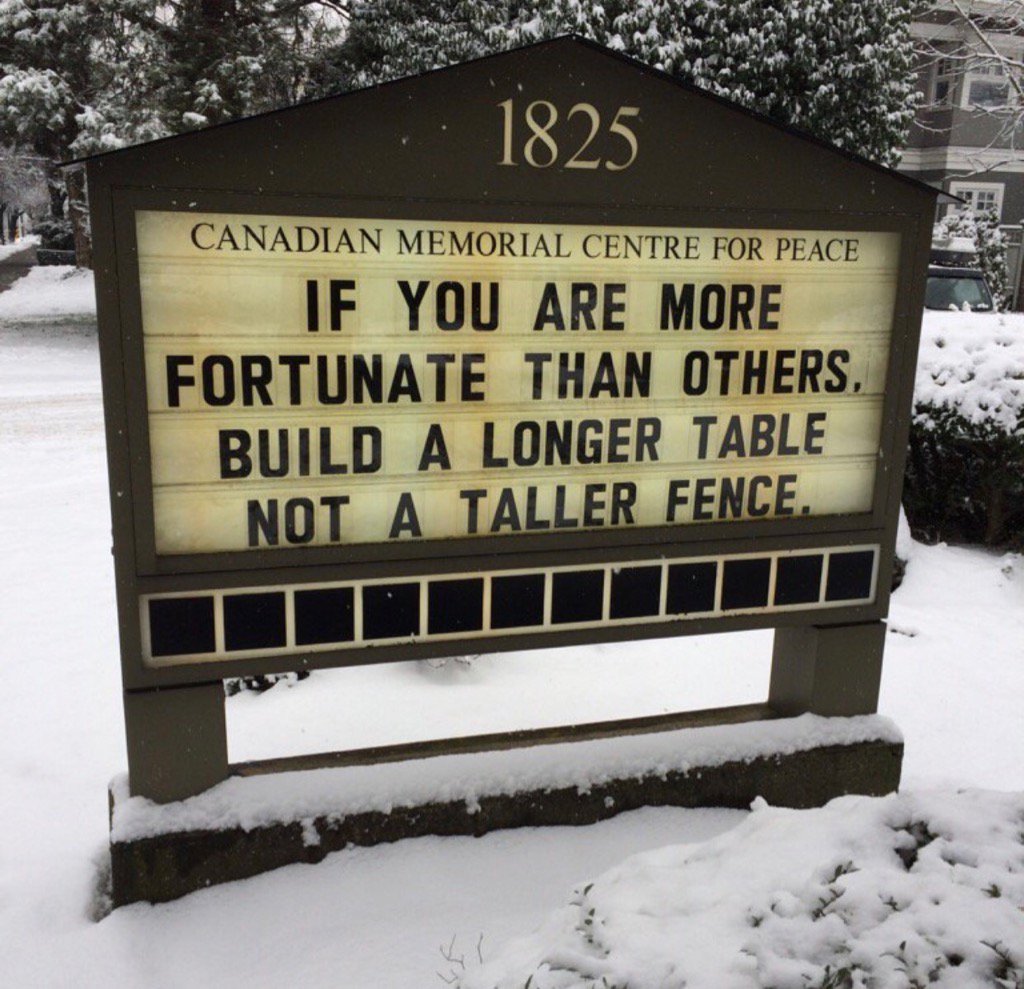 1825
CANADIAN MEMORIAL CENTRE FOR PEACE
IF YOU ARE MORE
FORTUNATE THAN OTHERS,
BUILD A LONGER TABLE
NOT A TALLER FENCE.